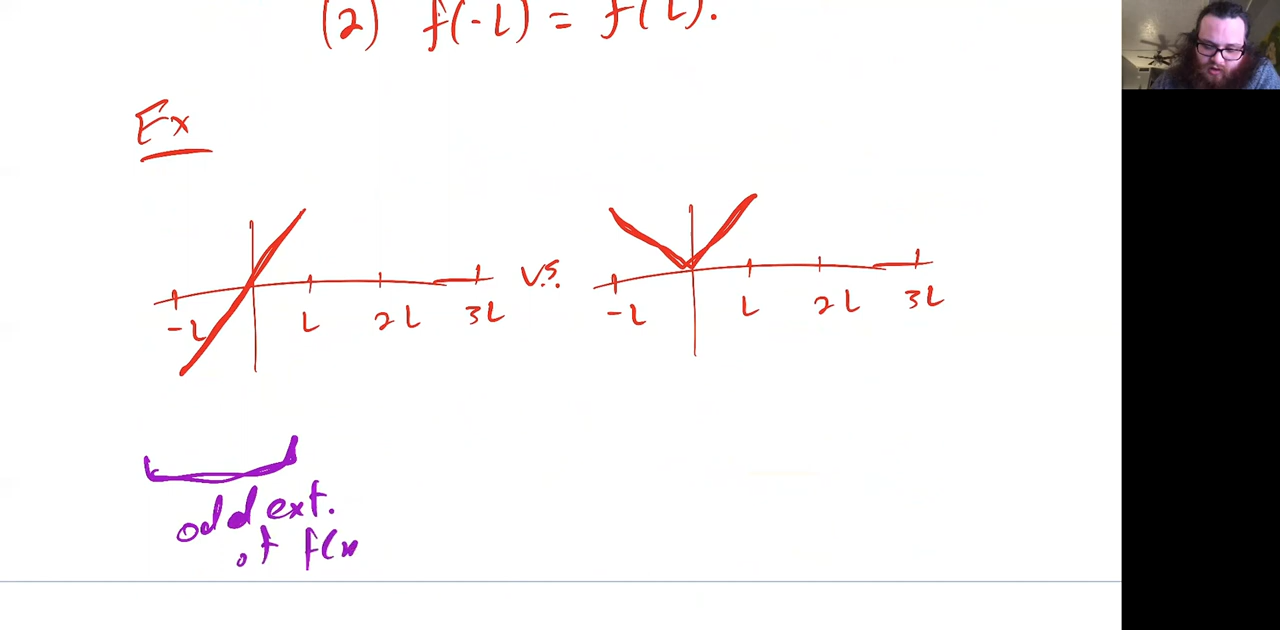 (2) f(-L) = f(L).
Ex
-L L 2L 3L v.s. -L L 2L 3L
odd ext.
of f(x